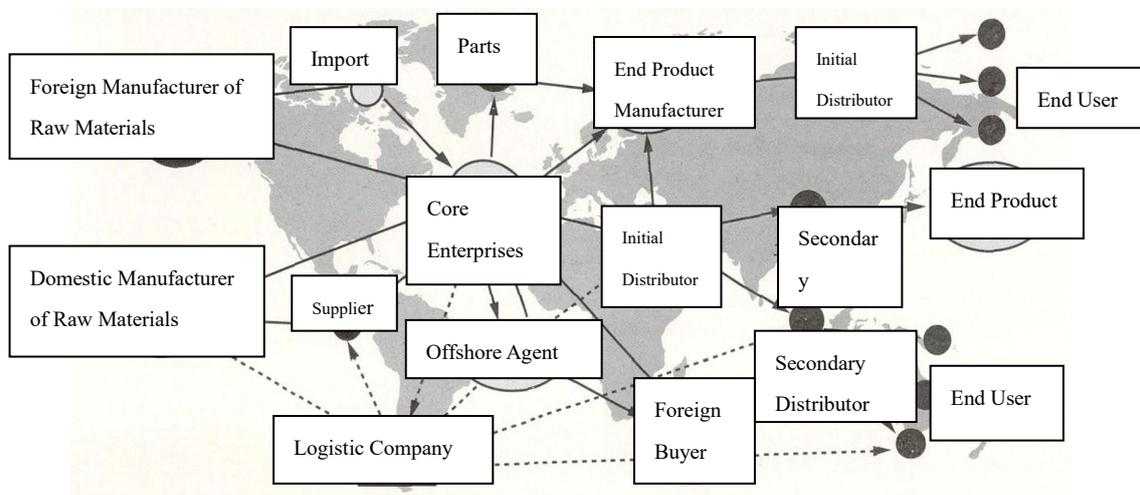 Import
Parts
Foreign Manufacturer of
Raw Materials
End Product
Manufacturer
Initial
Distributor
End User
Core
Enterprises
Initial
Distributor
Secondar
y
End Product
Domestic Manufacturer
of Raw Materials
Supplier
Offshore Agent
Secondary
Distributor
End User
Foreign
Buyer
Logistic Company